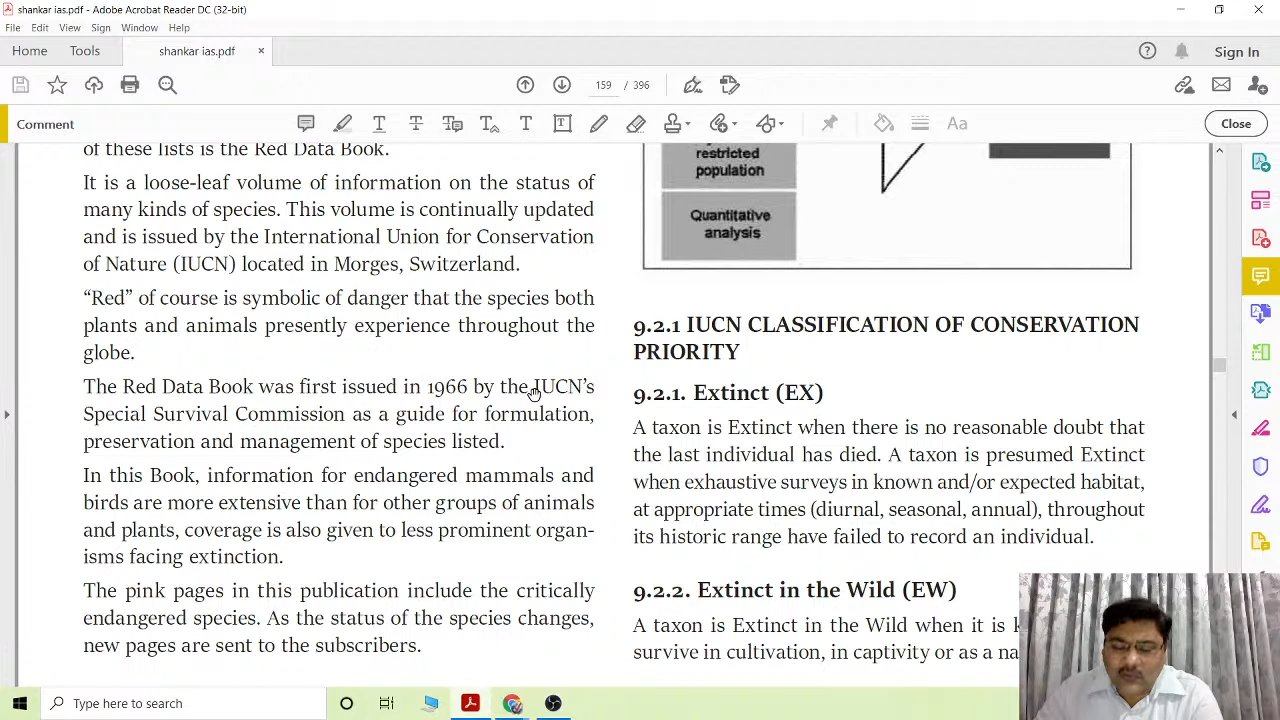 shankar ias.pdf - Adobe Acrobat Reader DC (32-bit)
File Edit View Sign Window Help
Home Tools shankar ias.pdf × Sign In
159 / 396
Comment Aa Close
of these lists is the Red Data Book.
It is a loose-leaf volume of information on the status of
many kinds of species. This volume is continually updated
and is issued by the International Union for Conservation
of Nature (IUCN) located in Morges, Switzerland.
“Red” of course is symbolic of danger that the species both
plants and animals presently experience throughout the
globe.
The Red Data Book was first issued in 1966 by the IUCN’s
Special Survival Commission as a guide for formulation,
preservation and management of species listed.
In this Book, information for endangered mammals and
birds are more extensive than for other groups of animals
and plants, coverage is also given to less prominent organ-
isms facing extinction.
The pink pages in this publication include the critically
endangered species. As the status of the species changes,
new pages are sent to the subscribers.
restricted
population
Quantitative
analysis
9.2.1 IUCN CLASSIFICATION OF CONSERVATION
PRIORITY
9.2.1. Extinct (EX)
A taxon is Extinct when there is no reasonable doubt that
the last individual has died. A taxon is presumed Extinct
when exhaustive surveys in known and/or expected habitat,
at appropriate times (diurnal, seasonal, annual), throughout
its historic range have failed to record an individual.
9.2.2. Extinct in the Wild (EW)
A taxon is Extinct in the Wild when it is
survive in cultivation, in captivity or as a
Type here to search